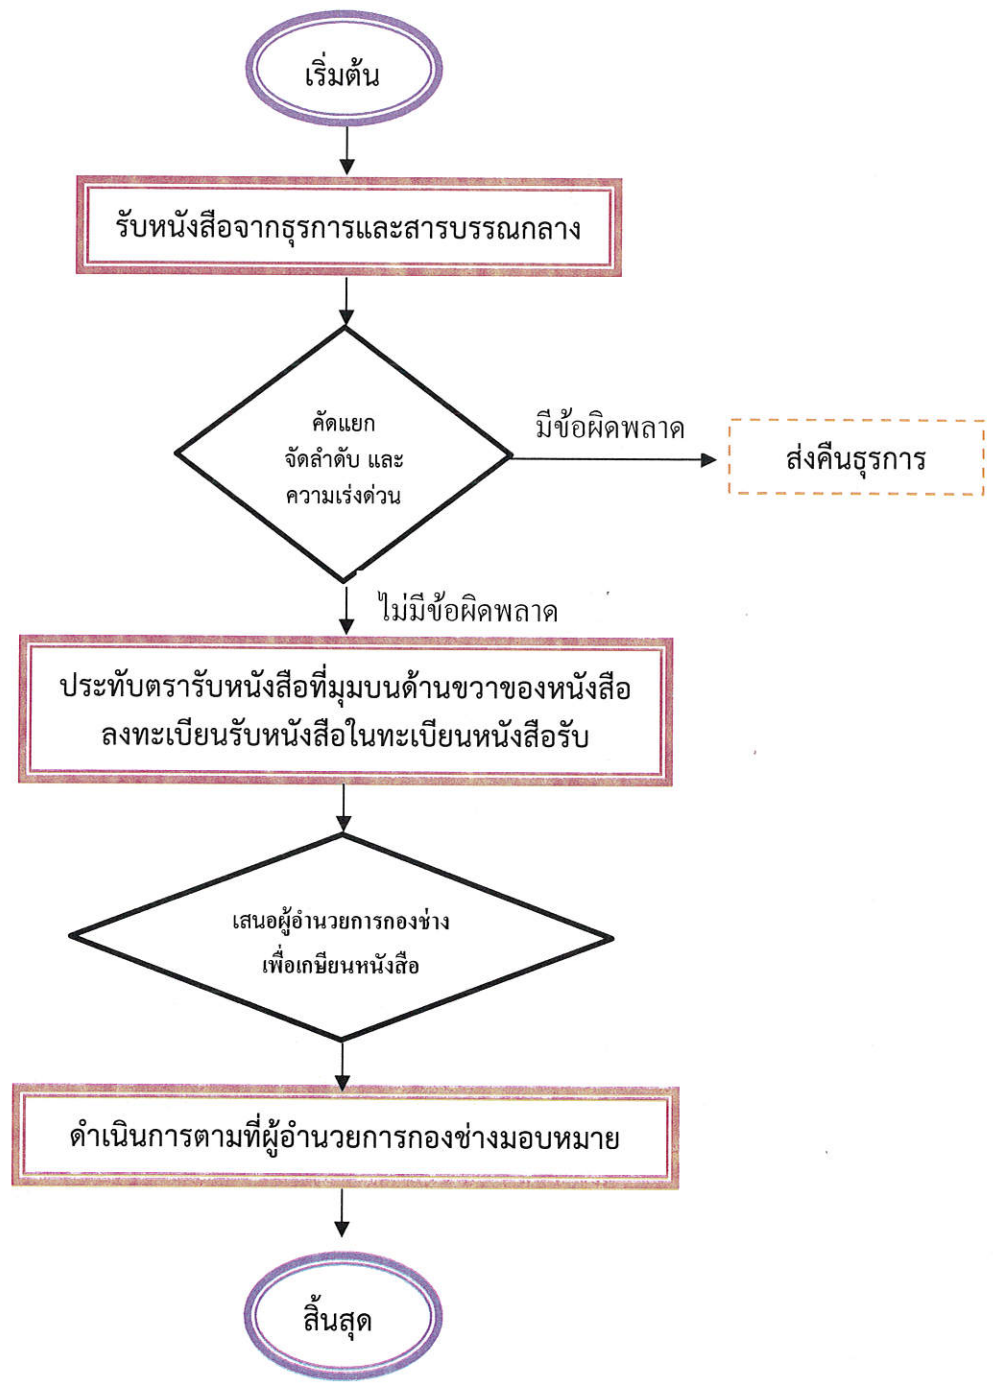 เริ่มต้น
รับหนังสือจากธุรการและสารบรรณกลาง
คัดแยก
จัดลำดับ และ
ความเร่งด่วน
มีข้อผิดพลาด
ส่งคืนธุรการ
ไม่มีข้อผิดพลาด
ประทับตรารับหนังสือที่มุมบนด้านขวาของหนังสือ
ลงทะเบียนรับหนังสือในทะเบียนหนังสือรับ
เสนอผู้อำนวยการกองช่าง
เพื่อเกษียนหนังสือ
ดำเนินการตามที่ผู้อำนวยการกองช่างมอบหมาย
สิ้นสุด